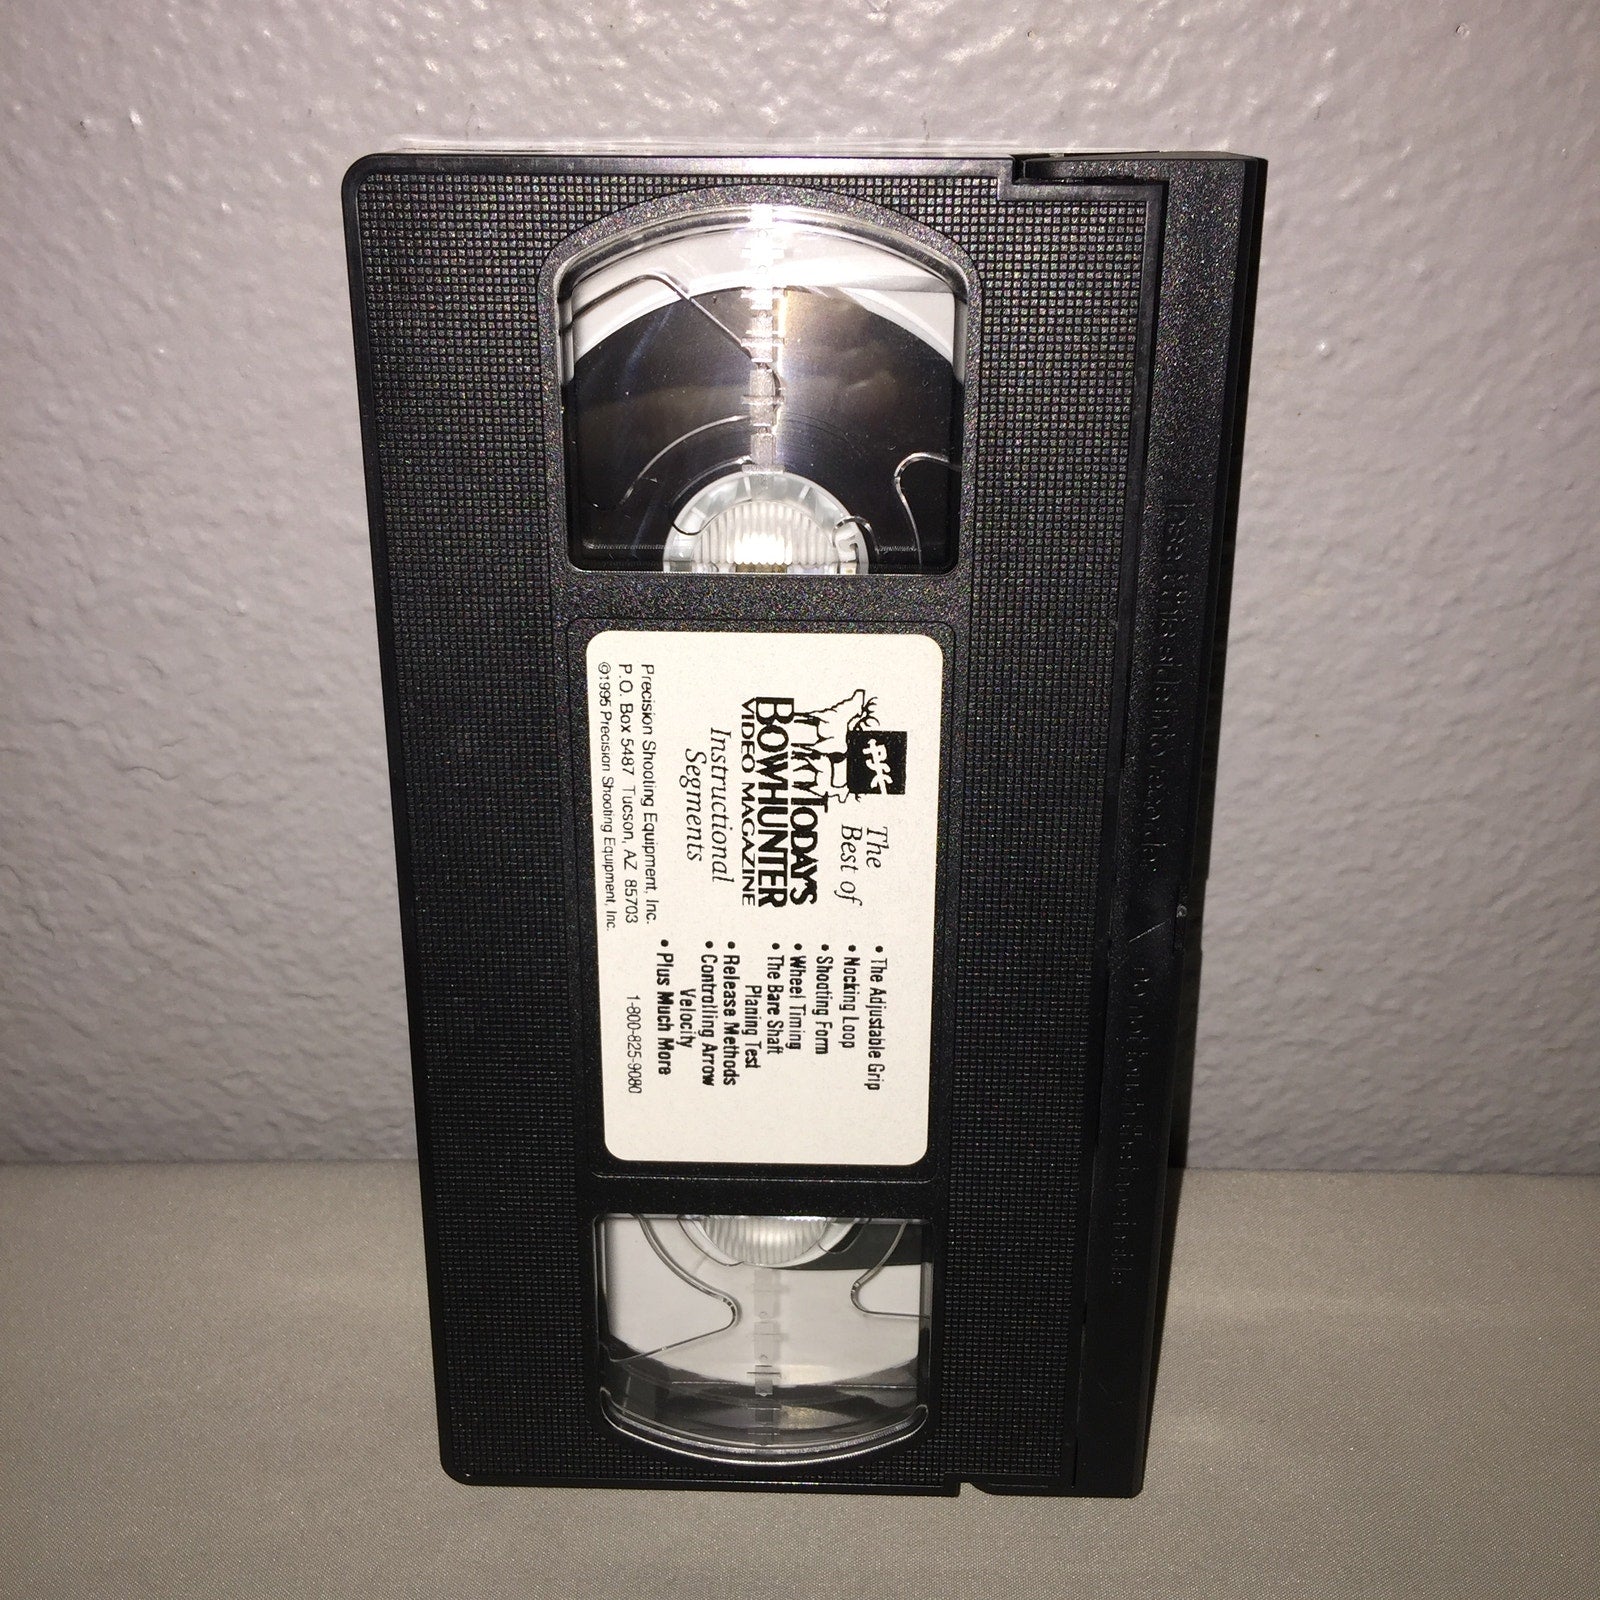 PSE
The
Best of
TODAY'S
BOWHUNTER
VIDEO MAGAZINE
Instructional
Segments
• The Adjustable Grip
• Nocking Loop
• Shooting Form
• Wheel Timing
• The Bare Shaft
Planing Test
• Release Methods
• Controlling Arrow
Velocity
• Plus Much More
Precision Shooting Equipment, Inc.
P.O. Box 5487 Tucson, AZ 85703
1-800-825-9080
©1995 Precision Shooting Equipment, Inc.